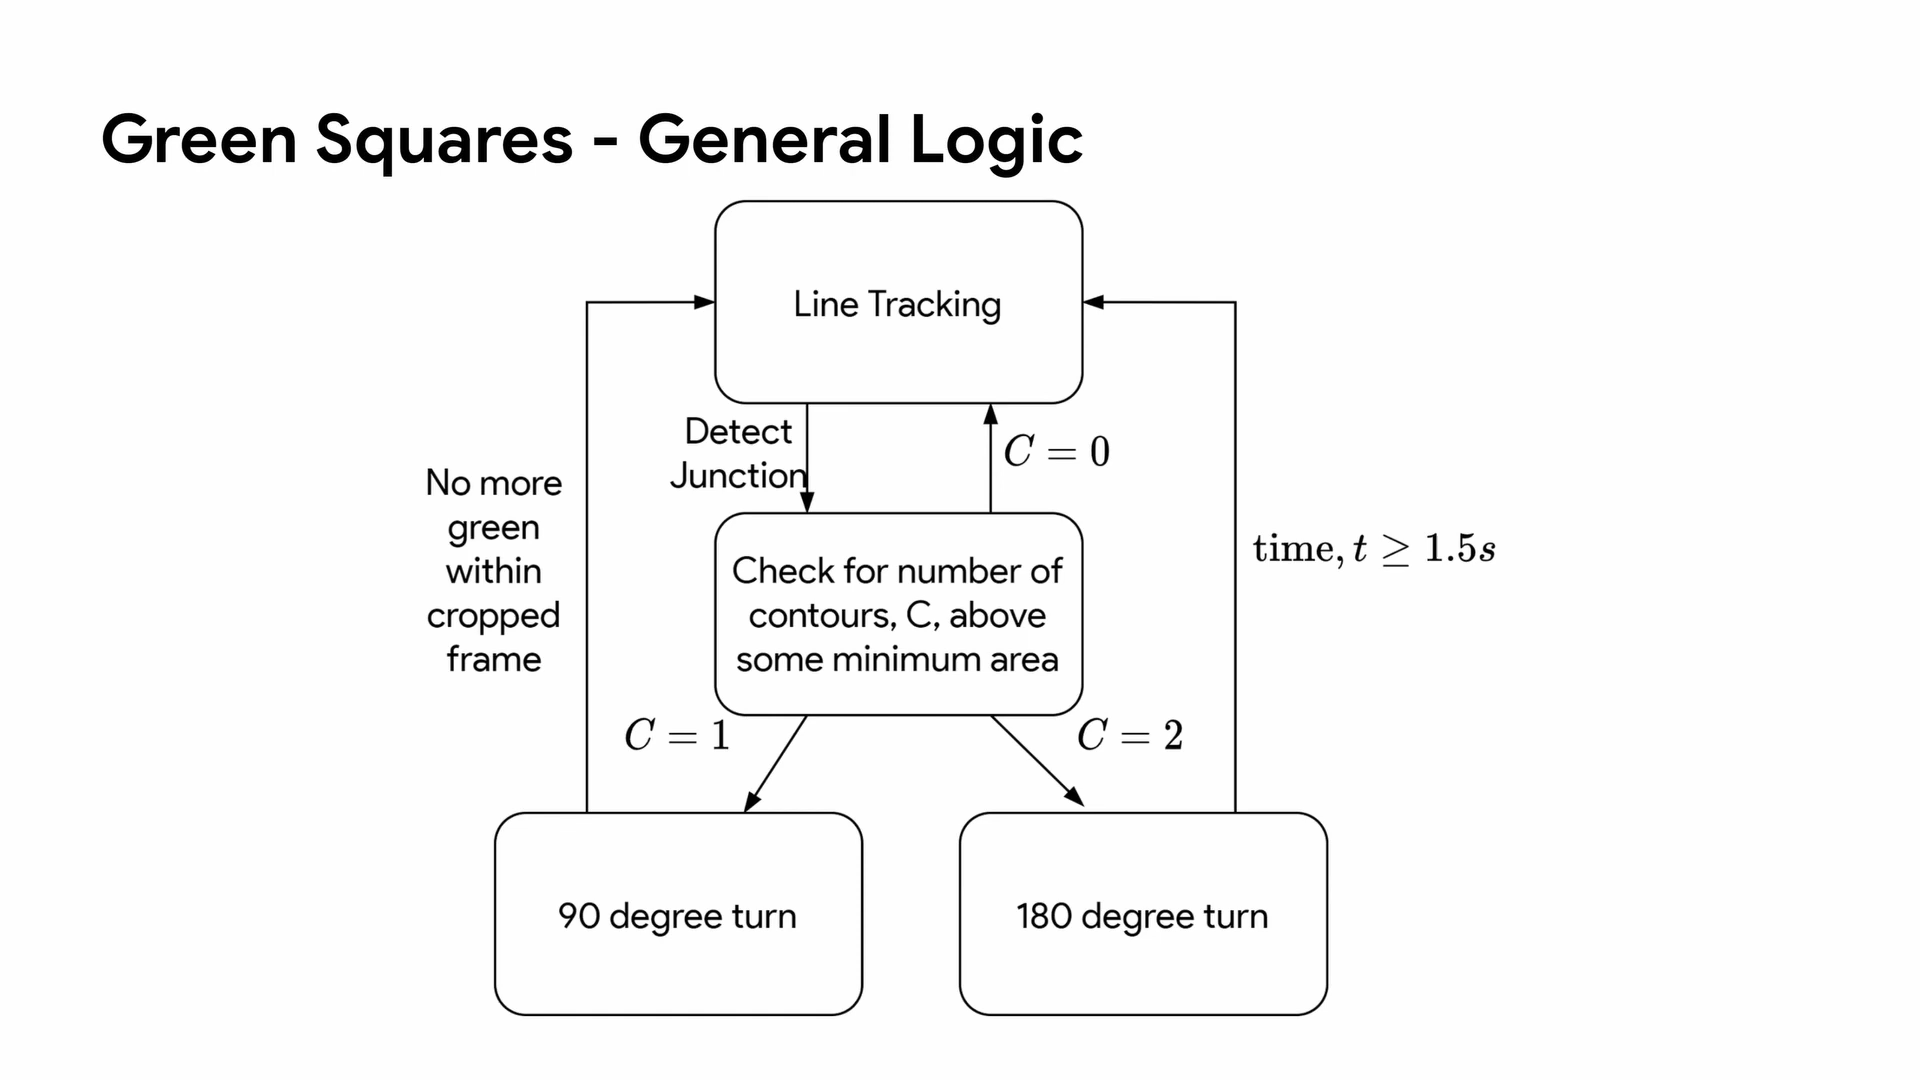 Green Squares - General Logic
Line Tracking
Detect
Junction
C = 0
No more
green
within
cropped
frame
time, t ≥ 1.5s
Check for number of
contours, C, above
some minimum area
C = 1
C = 2
90 degree turn
180 degree turn